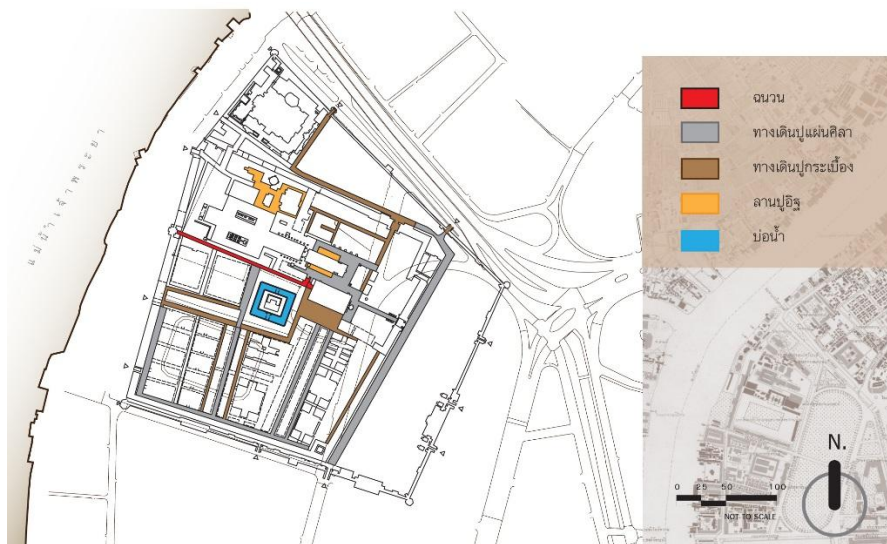 แม่น้ำเจ้าพระยา
ฉนวน
ทางเดินปูแผ่นศิลา
ทางเดินปูกระเบื้อง
ลานปูอิฐ
บ่อน้ำ
N.
0 25 50 100
NOT TO SCALE